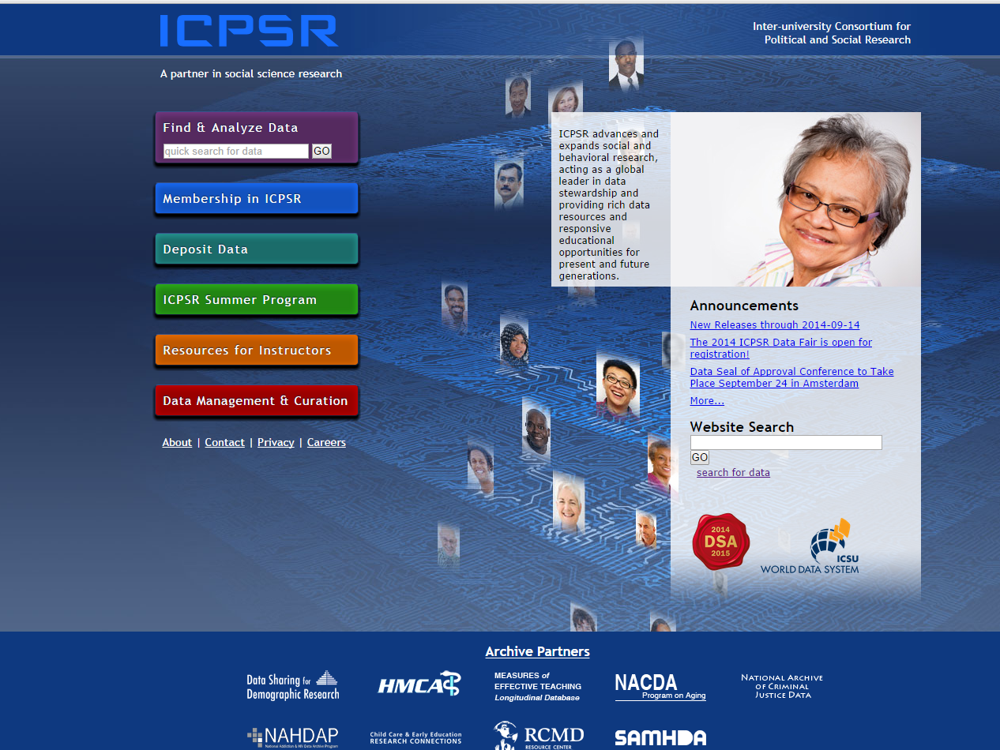 ICPSR
Inter-university Consortium for
Political and Social Research
A partner in social science research
Find & Analyze Data
quick search for data GO
Membership in ICPSR
Deposit Data
ICPSR Summer Program
Resources for Instructors
Data Management & Curation
About | Contact | Privacy | Careers
ICPSR advances and
expands social and
behavioral research,
acting as a global
leader in data
stewardship and
providing rich data
resources and
responsive
educational
opportunities for
present and future
generations.
Announcements
New Releases through 2014-09-14
The 2014 ICPSR Data Fair is open for
registration!
Data Seal of Approval Conference to Take
Place September 24 in Amsterdam
More...
Website Search
GO
search for data
2014
DSA
2015
ICSU
WORLD DATA SYSTEM
Archive Partners
Data Sharing for
Demographic Research
HMCA
MEASURES of
EFFECTIVE TEACHING
Longitudinal Database
NACDA
Program on Aging
National Archive
of Criminal
Justice Data
NAHDAP
National Addiction & HIV Data Archive Program
Child Care & Early Education
RESEARCH CONNECTIONS
RCMD
RESOURCE CENTER
SAMHDA